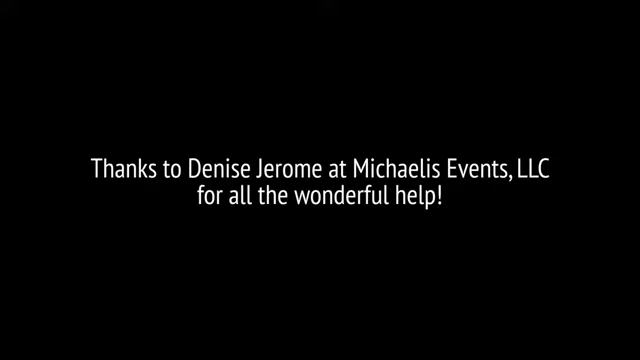 Thanks to Denise Jerome at Michaelis Events, LLC
for all the wonderful help!